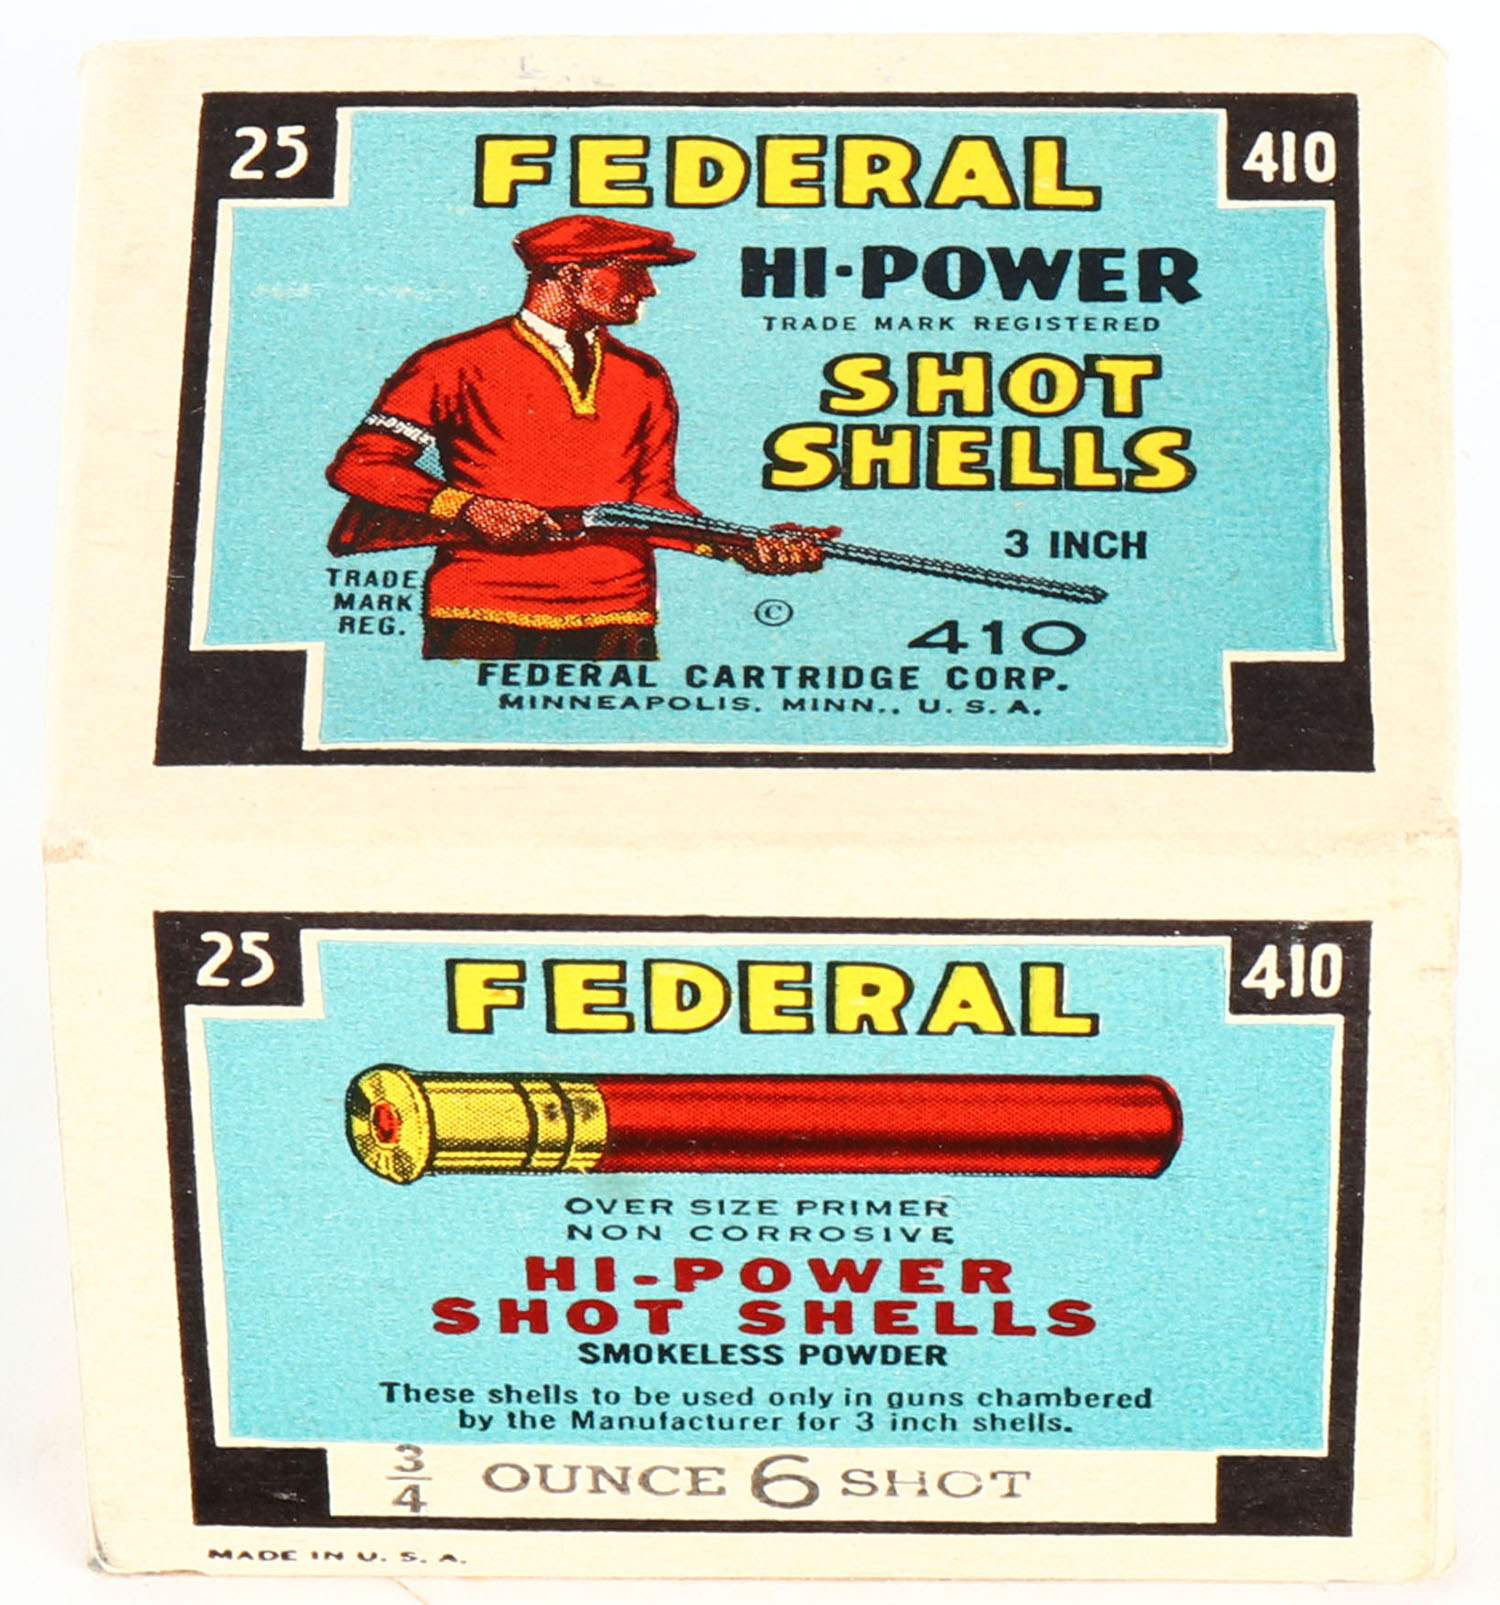 25
410
FEDERAL
HI-POWER
TRADE MARK REGISTERED
SHOT
SHELLS
HI-POWER
3 INCH
TRADE
MARK
REG.
©
410
FEDERAL CARTRIDGE CORP.
MINNEAPOLIS. MINN.. U. S. A.
25
410
FEDERAL
OVER SIZE PRIMER
NON CORROSIVE
HI-POWER
SHOT SHELLS
SMOKELESS POWDER
These shells to be used only in guns chambered
by the Manufacturer for 3 inch shells.
3/4 OUNCE 6 SHOT
MADE IN U. S. A.